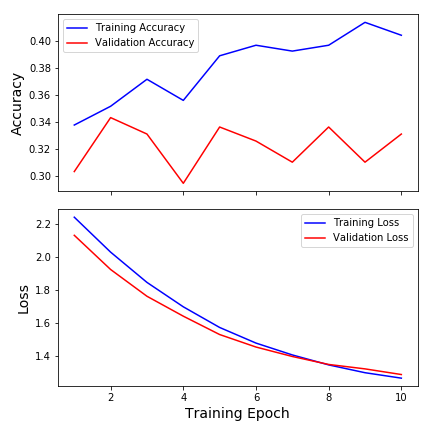 Training Accuracy
Validation Accuracy
0.40
0.38
0.36
0.34
0.32
0.30
Accuracy
Training Loss
Validation Loss
2.2
2.0
1.8
1.6
1.4
Loss
2 4 6 8 10
Training Epoch